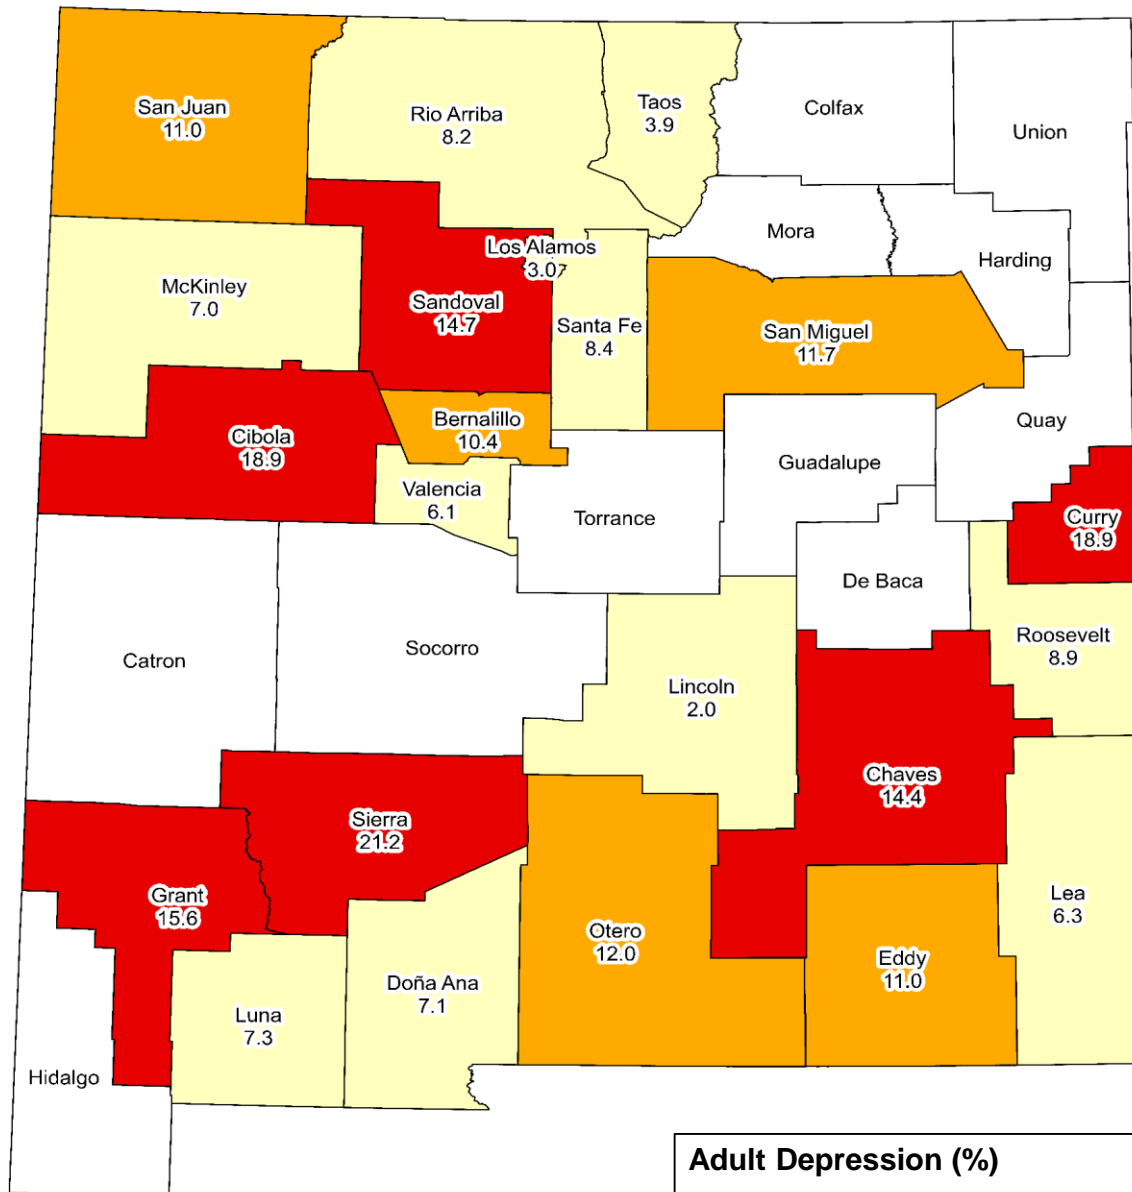 San Juan
11.0
Rio Arriba
8.2
Taos
3.9
Colfax
Union
Mora
Harding
Los Alamos
3.0
McKinley
7.0
Sandoval
14.7
Santa Fe
8.4
San Miguel
11.7
Quay
Bernalillo
10.4
Cibola
18.9
Guadalupe
Valencia
6.1
Torrance
Curry
18.9
De Baca
Roosevelt
8.9
Socorro
Catron
Lincoln
2.0
Chaves
14.4
Sierra
21.2
Grant
15.6
Lea
6.3
Otero
12.0
Eddy
11.0
Doña Ana
7.1
Luna
7.3
Hidalgo
Adult Depression (%)